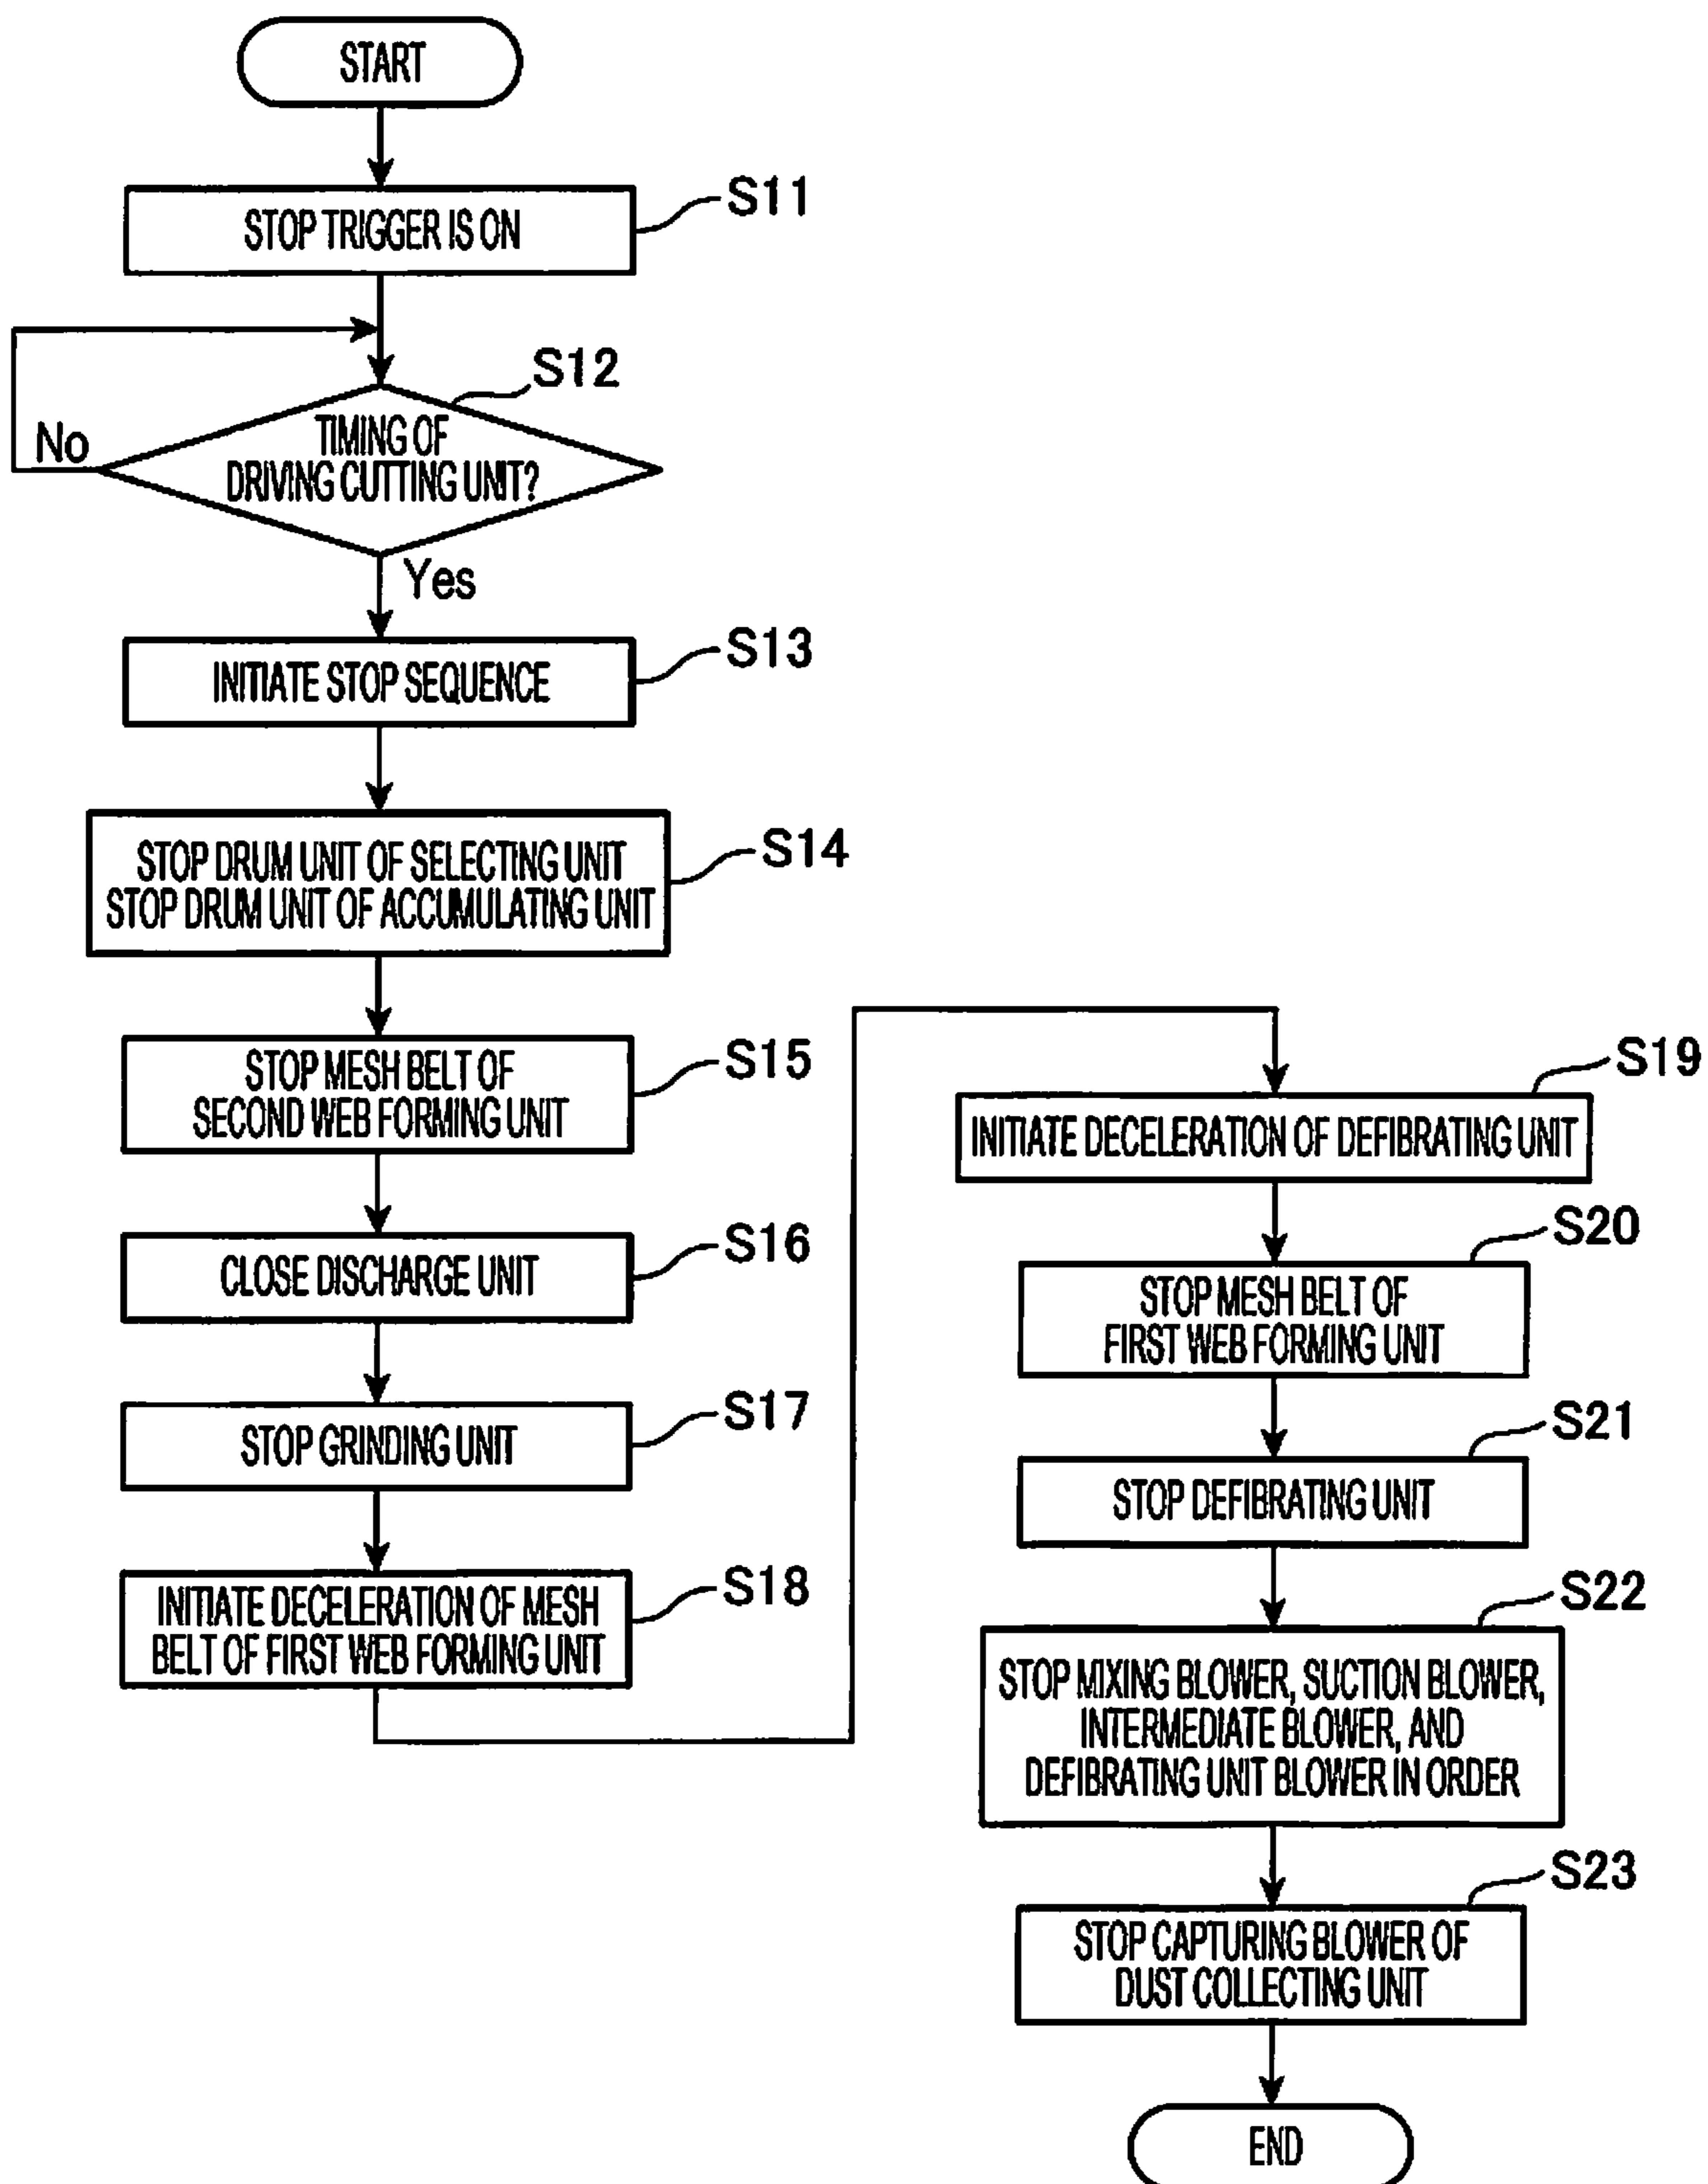 START
STOP TRIGGER IS ON
S11
S12
TIMING OF
DRIVING CUTTING UNIT?
No
Yes
INITIATE STOP SEQUENCE
S13
STOP DRUM UNIT OF SELECTING UNIT
STOP DRUM UNIT OF ACCUMULATING UNIT
S14
STOP MESH BELT OF
SECOND WEB FORMING UNIT
S15
CLOSE DISCHARGE UNIT
S16
STOP GRINDING UNIT
S17
INITIATE DECELERATION OF MESH
BELT OF FIRST WEB FORMING UNIT
S18
S19
INITIATE DECELERATION OF DEFIBRATING UNIT
S20
STOP MESH BELT OF
FIRST WEB FORMING UNIT
S21
STOP DEFIBRATING UNIT
S22
STOP MIXING BLOWER, SUCTION BLOWER,
INTERMEDIATE BLOWER, AND
DEFIBRATING UNIT BLOWER IN ORDER
S23
STOP CAPTURING BLOWER OF
DUST COLLECTING UNIT
END